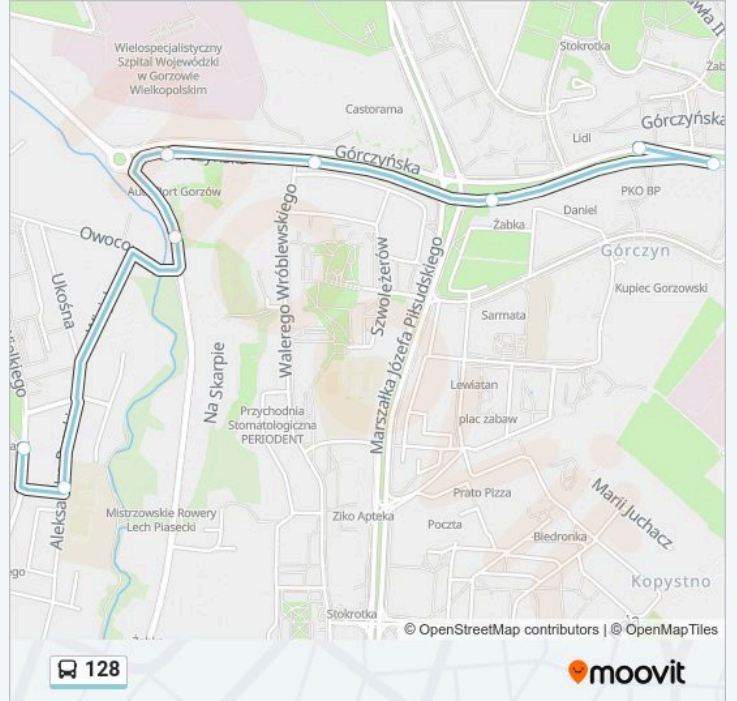 Wielospecjalistyczny
Szpital Wojewódzki
w Gorzowie
Wielkopolskim
Stokrotka
Castorama
Lidl
Górczyńska
Górczyńska
Port Gorzów
PKO BP
Daniel
Żabka
Górczyn
Owoco
Ukośna
Walerego Wróblewskiego
Szwoleżerów
Marszałka Józefa Piłsudskiego
Kupiec Gorzowski
Sarmata
Na Skarpie
Lewiatan
plac zabaw
Przychodnia
Stomatologiczna
PERIODENT
Mistrzowskie Rowery
Lech Piasecki
Prato Pizza
Ziko Apteka
Poczta
Marii Juchacz
Biedronka
Kopystno
Stokrotka
© OpenStreetMap contributors | © OpenMapTiles
128
moovit